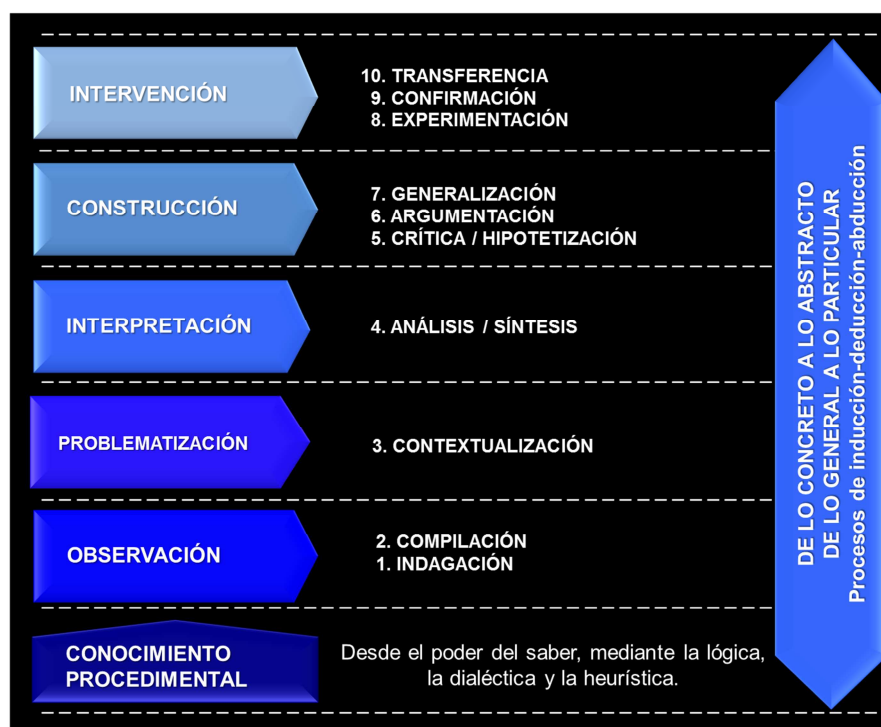 INTERVENCIÓN
10. TRANSFERENCIA
9. CONFIRMACIÓN
8. EXPERIMENTACIÓN
CONSTRUCCIÓN
7. GENERALIZACIÓN
6. ARGUMENTACIÓN
5. CRÍTICA / HIPOTETIZACIÓN
INTERPRETACIÓN
4. ANÁLISIS / SÍNTESIS
PROBLEMATIZACIÓN
3. CONTEXTUALIZACIÓN
OBSERVACIÓN
2. COMPILACIÓN
1. INDAGACIÓN
CONOCIMIENTO
PROCEDIMENTAL
Desde el poder del saber, mediante la lógica,
la dialéctica y la heurística.
DE LO CONCRETO A LO ABSTRACTO
DE LO GENERAL A LO PARTICULAR
Procesos de inducción-deducción-abducción